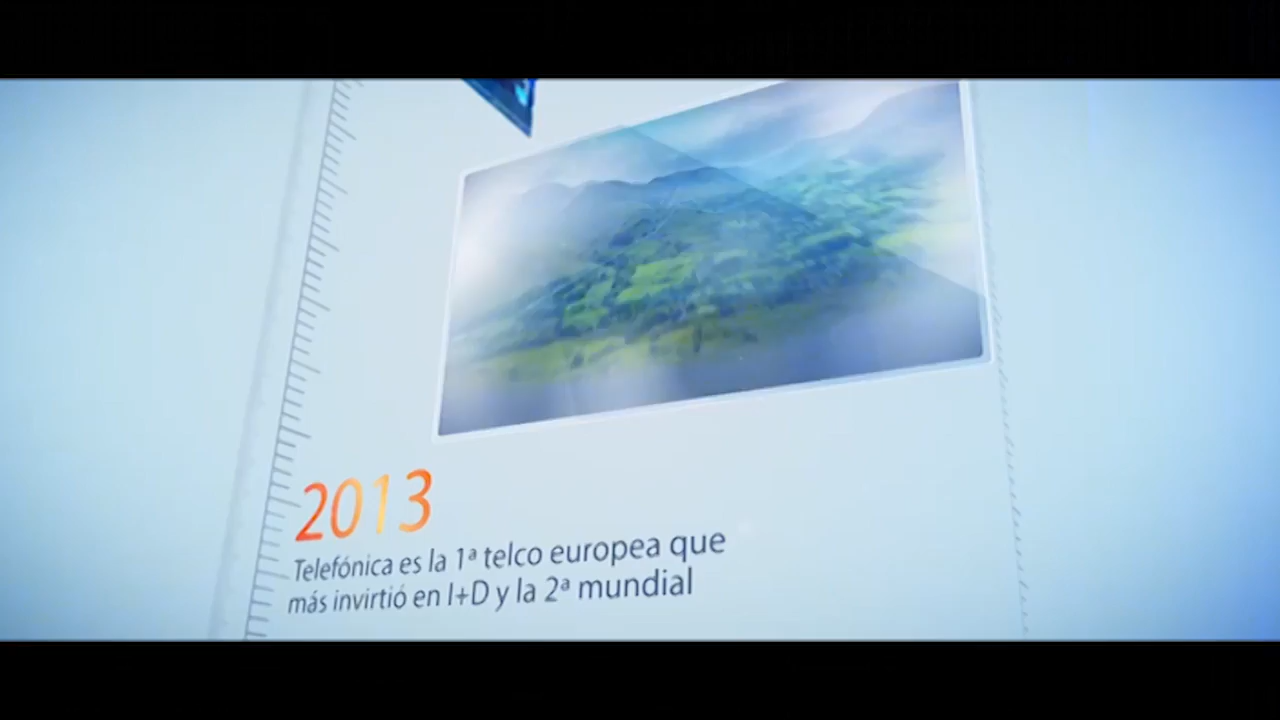 2013
Telefónica es la 1ª telco europea que
más invirtió en I+D y la 2ª mundial